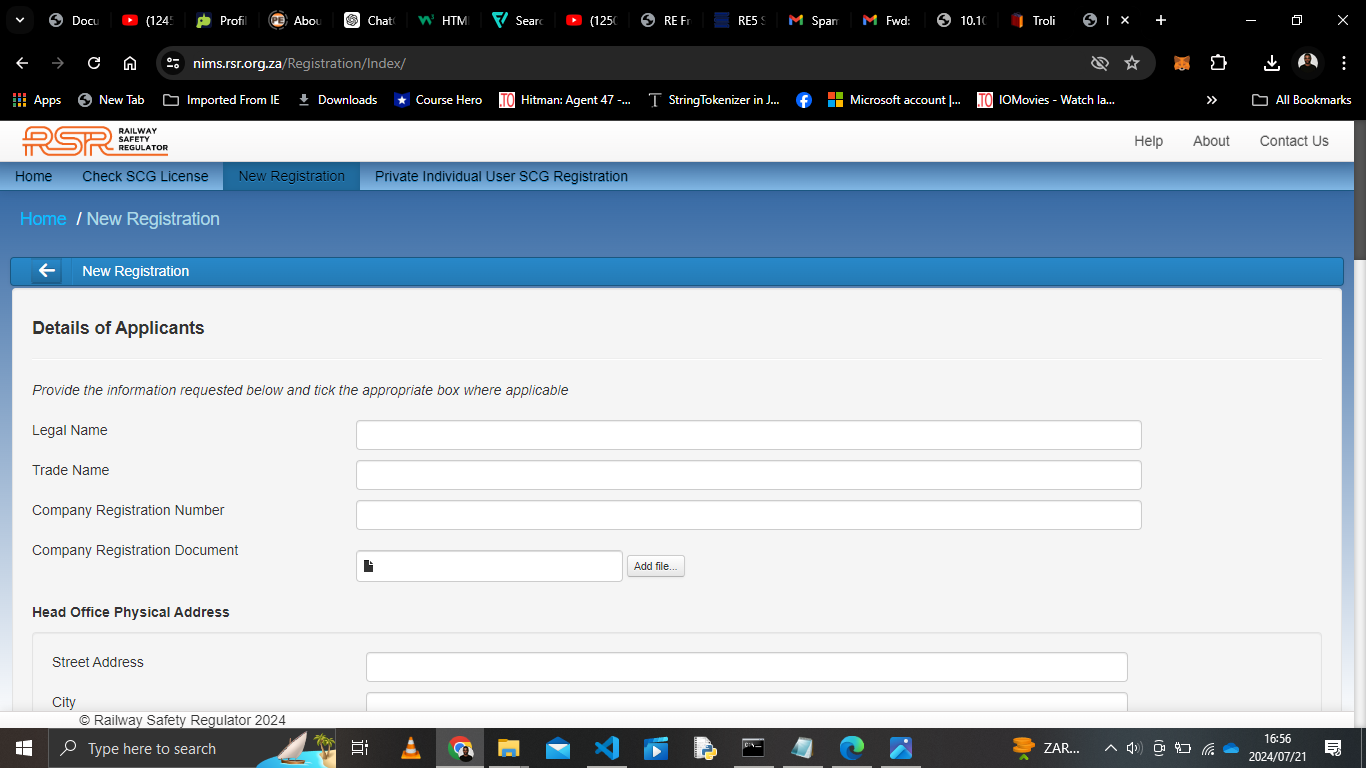 Docu
(1245
Profil
Abou
Chat
HTM
Searc
(1250
RE Fr
RE5 S
Spam
Fwd:
10.10
Troli
nims.rsr.org.za/Registration/Index/
Apps
New Tab
Imported From IE
Downloads
Course Hero
Hitman: Agent 47 -...
StringTokenizer in J...
Microsoft account |...
IOMovies - Watch la...
All Bookmarks
RSR RAILWAY
SAFETY
REGULATOR
Help
About
Contact Us
Home
Check SCG License
New Registration
Private Individual User SCG Registration
Home / New Registration
New Registration
Details of Applicants
Provide the information requested below and tick the appropriate box where applicable
Legal Name
Trade Name
Company Registration Number
Company Registration Document
Add file...
Head Office Physical Address
Street Address
City
© Railway Safety Regulator 2024
Type here to search
ZAR...
16:56
2024/07/21